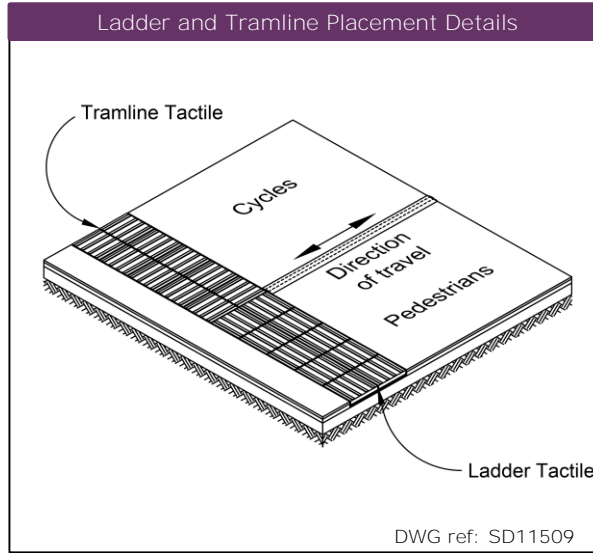 Ladder and Tramline Placement Details
Tramline Tactile
Cycles
Direction
of travel
Pedestrians
Ladder Tactile
DWG ref: SD11509